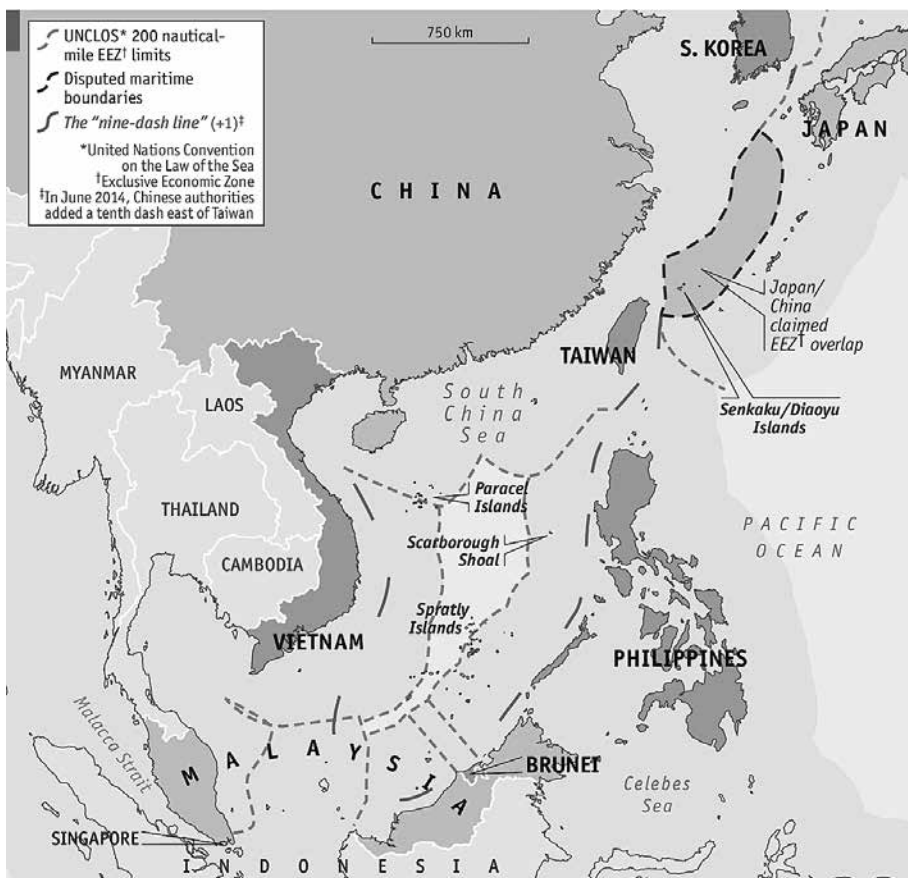 UNCLOS* 200 nautical-
mile EEZ† limits
Disputed maritime
boundaries
The “nine-dash line” (+1)‡
*United Nations Convention
on the Law of the Sea
†Exclusive Economic Zone
‡In June 2014, Chinese authorities
added a tenth dash east of Taiwan
750 km
S. KOREA
JAPAN
CHINA
Japan/
China
claimed
EEZ† overlap
TAIWAN
MYANMAR
LAOS
South
China
Sea
Senkaku/Diaoyu
Islands
Paracel
Islands
THAILAND
PACIFIC
OCEAN
Scarborough
Shoal
CAMBODIA
Spratly
Islands
VIETNAM
PHILIPPINES
Malacca Strait
MALAYSIA
BRUNEI
Celebes
Sea
SINGAPORE
INDONESIA